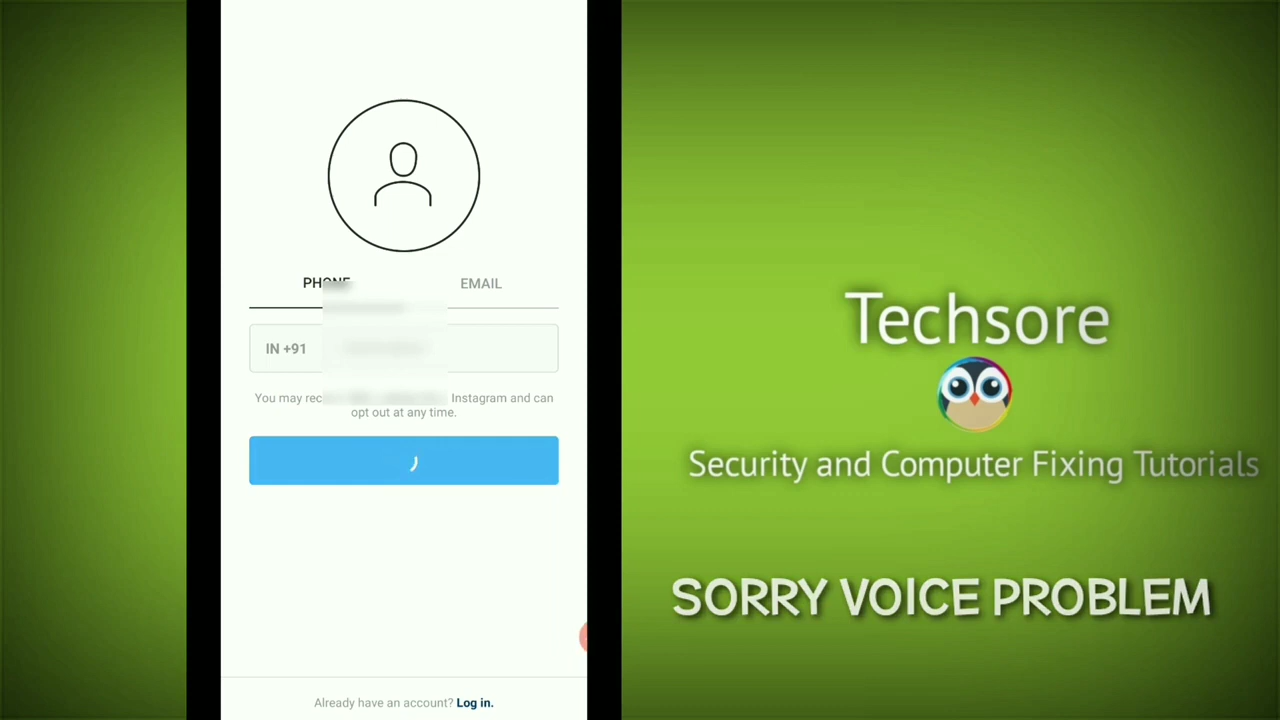 PHONE EMAIL
IN +91
You may rec Instagram and can
opt out at any time.
Already have an account? Log in.
Techsore
Security and Computer Fixing Tutorials
SORRY VOICE PROBLEM